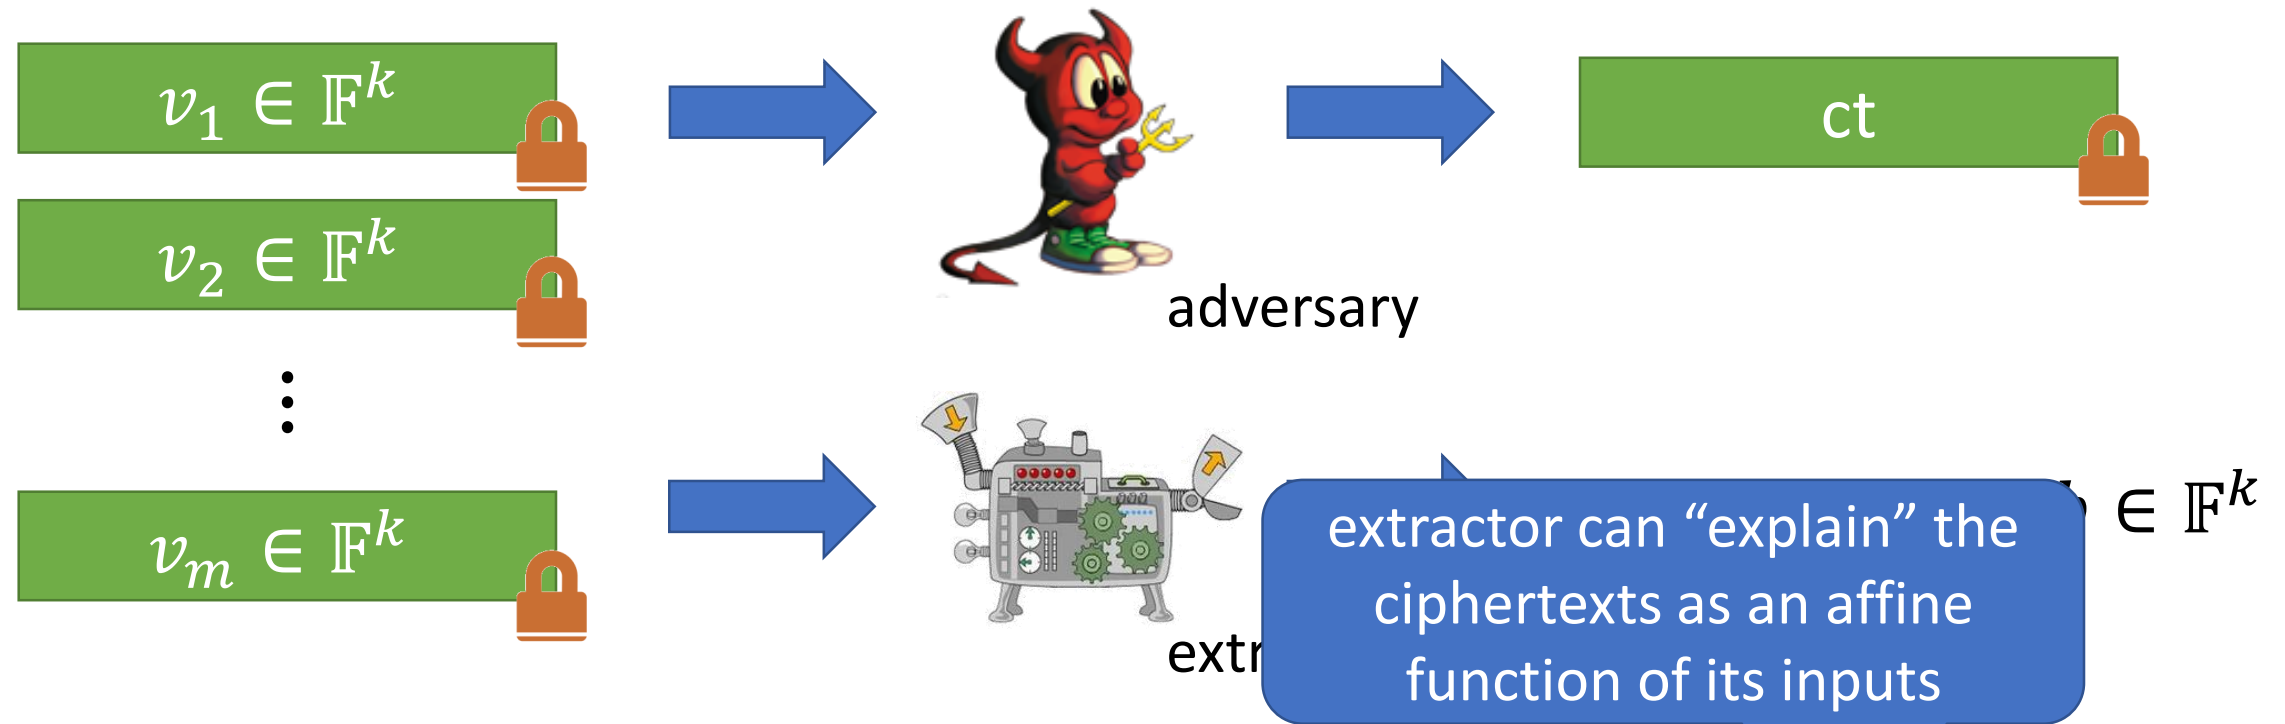 v₁ ∈ 𝔽ᵏ
ct
v₂ ∈ 𝔽ᵏ
adversary
⋮
vₘ ∈ 𝔽ᵏ
∈ 𝔽ᵏ
extractor can “explain” the
ciphertexts as an affine
function of its inputs